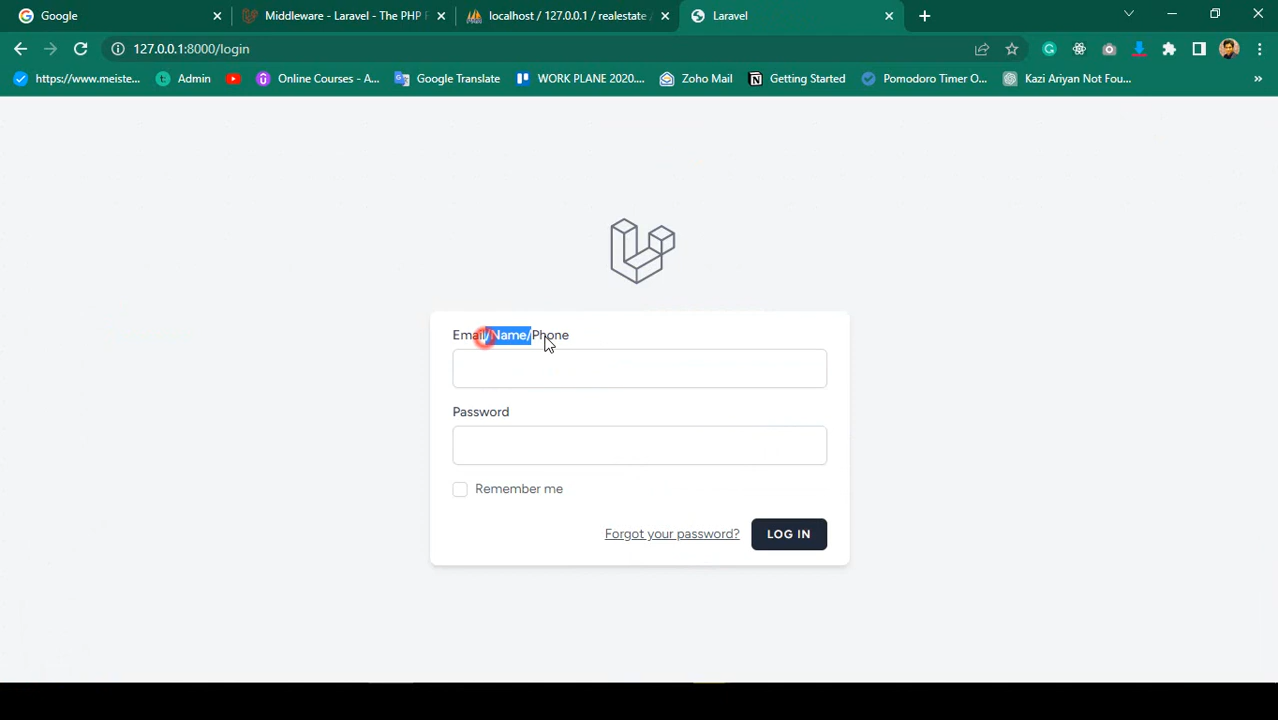 Google
Middleware - Laravel - The PHP F
localhost / 127.0.0.1 / realestate /
Laravel
127.0.0.1:8000/login
https://www.meiste...
Admin
Online Courses - A...
Google Translate
WORK PLANE 2020....
Zoho Mail
Getting Started
Pomodoro Timer O...
Kazi Ariyan Not Fou...
»
Email/Name/Phone
Password
Remember me
Forgot your password?
LOG IN